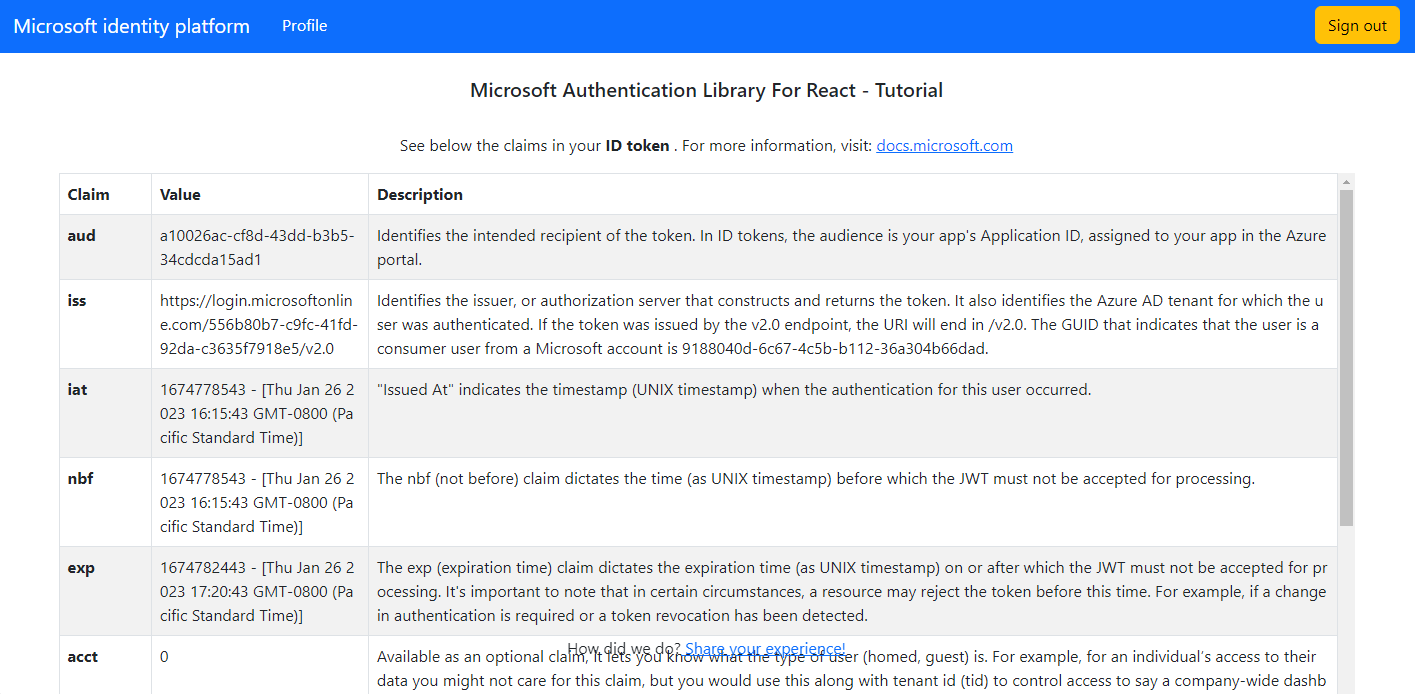 Microsoft identity platform Profile Sign out
Microsoft Authentication Library For React - Tutorial
See below the claims in your ID token . For more information, visit: docs.microsoft.com
Claim Value Description
aud a10026ac-cf8d-43dd-b3b5- Identifies the intended recipient of the token. In ID tokens, the audience is your app's Application ID, assigned to your app in the Azure
34cdcda15ad1 portal.
iss https://login.microsoftonlin Identifies the issuer, or authorization server that constructs and returns the token. It also identifies the Azure AD tenant for which the u
e.com/556b80b7-c9fc-41fd- ser was authenticated. If the token was issued by the v2.0 endpoint, the URI will end in /v2.0. The GUID that indicates that the user is a
92da-c3635f7918e5/v2.0 consumer user from a Microsoft account is 9188040d-6c67-4c5b-b112-36a304b66dad.
iat 1674778543 - [Thu Jan 26 2 "Issued At" indicates the timestamp (UNIX timestamp) when the authentication for this user occurred.
023 16:15:43 GMT-0800 (Pa
cific Standard Time)]
nbf 1674778543 - [Thu Jan 26 2 The nbf (not before) claim dictates the time (as UNIX timestamp) before which the JWT must not be accepted for processing.
023 16:15:43 GMT-0800 (Pa
cific Standard Time)]
exp 1674782443 - [Thu Jan 26 2 The exp (expiration time) claim dictates the expiration time (as UNIX timestamp) on or after which the JWT must not be accepted for pr
023 17:20:43 GMT-0800 (Pa ocessing. It's important to note that in certain circumstances, a resource may reject the token before this time. For example, if a change
cific Standard Time)] in authentication is required or a token revocation has been detected.
How did we do? Share your experience!
acct 0 Available as an optional claim, it lets you know what the type of user (homed, guest) is. For example, for an individual's access to their
data you might not care for this claim, but you would use this along with tenant id (tid) to control access to say a company-wide dashb